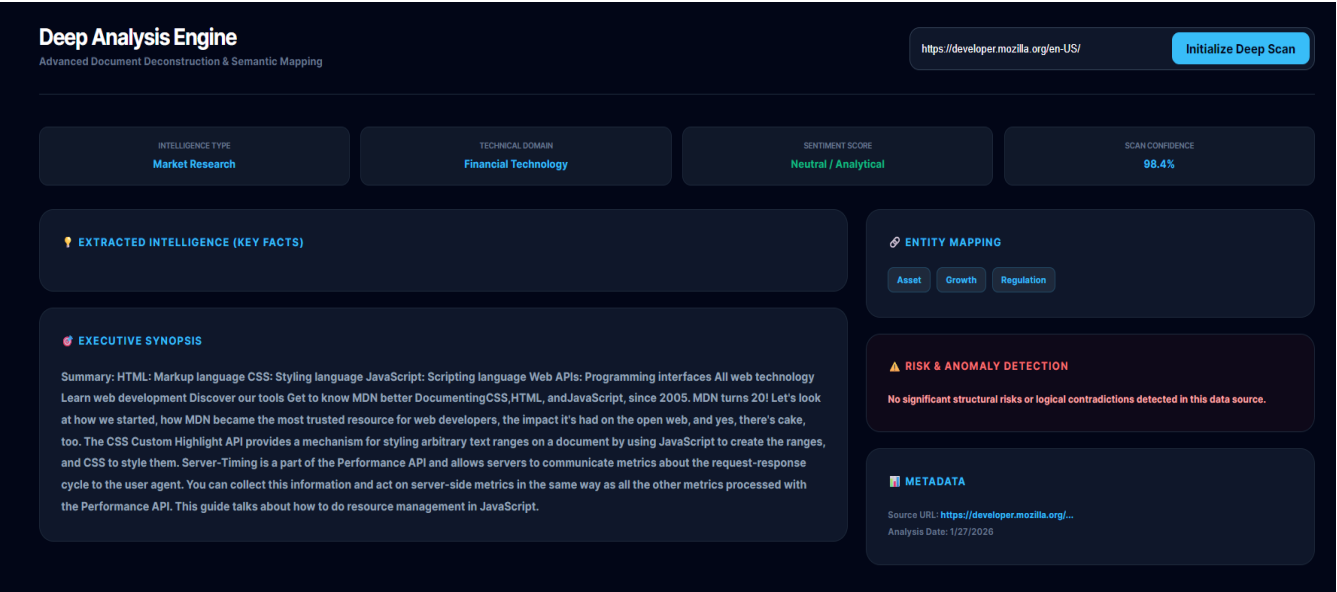 Deep Analysis Engine
Advanced Document Deconstruction & Semantic Mapping
https://developer.mozilla.org/en-US/
Initialize Deep Scan
INTELLIGENCE TYPE
Market Research
TECHNICAL DOMAIN
Financial Technology
SENTIMENT SCORE
Neutral / Analytical
SCAN CONFIDENCE
98.4%
EXTRACTED INTELLIGENCE (KEY FACTS)
EXECUTIVE SYNOPSIS
Summary: HTML: Markup language CSS: Styling language JavaScript: Scripting language Web APIs: Programming interfaces All web technology
Learn web development Discover our tools Get to know MDN better DocumentingCSS,HTML, andJavaScript, since 2005. MDN turns 20! Let's look
at how we started, how MDN became the most trusted resource for web developers, the impact it's had on the open web, and yes, there's cake,
too. The CSS Custom Highlight API provides a mechanism for styling arbitrary text ranges on a document by using JavaScript to create the ranges,
and CSS to style them. Server-Timing is a part of the Performance API and allows servers to communicate metrics about the request-response
cycle to the user agent. You can collect this information and act on server-side metrics in the same way as all the other metrics processed with
the Performance API. This guide talks about how to do resource management in JavaScript.
ENTITY MAPPING
Asset
Growth
Regulation
RISK & ANOMALY DETECTION
No significant structural risks or logical contradictions detected in this data source.
METADATA
Source URL: https://developer.mozilla.org/...
Analysis Date: 1/27/2026